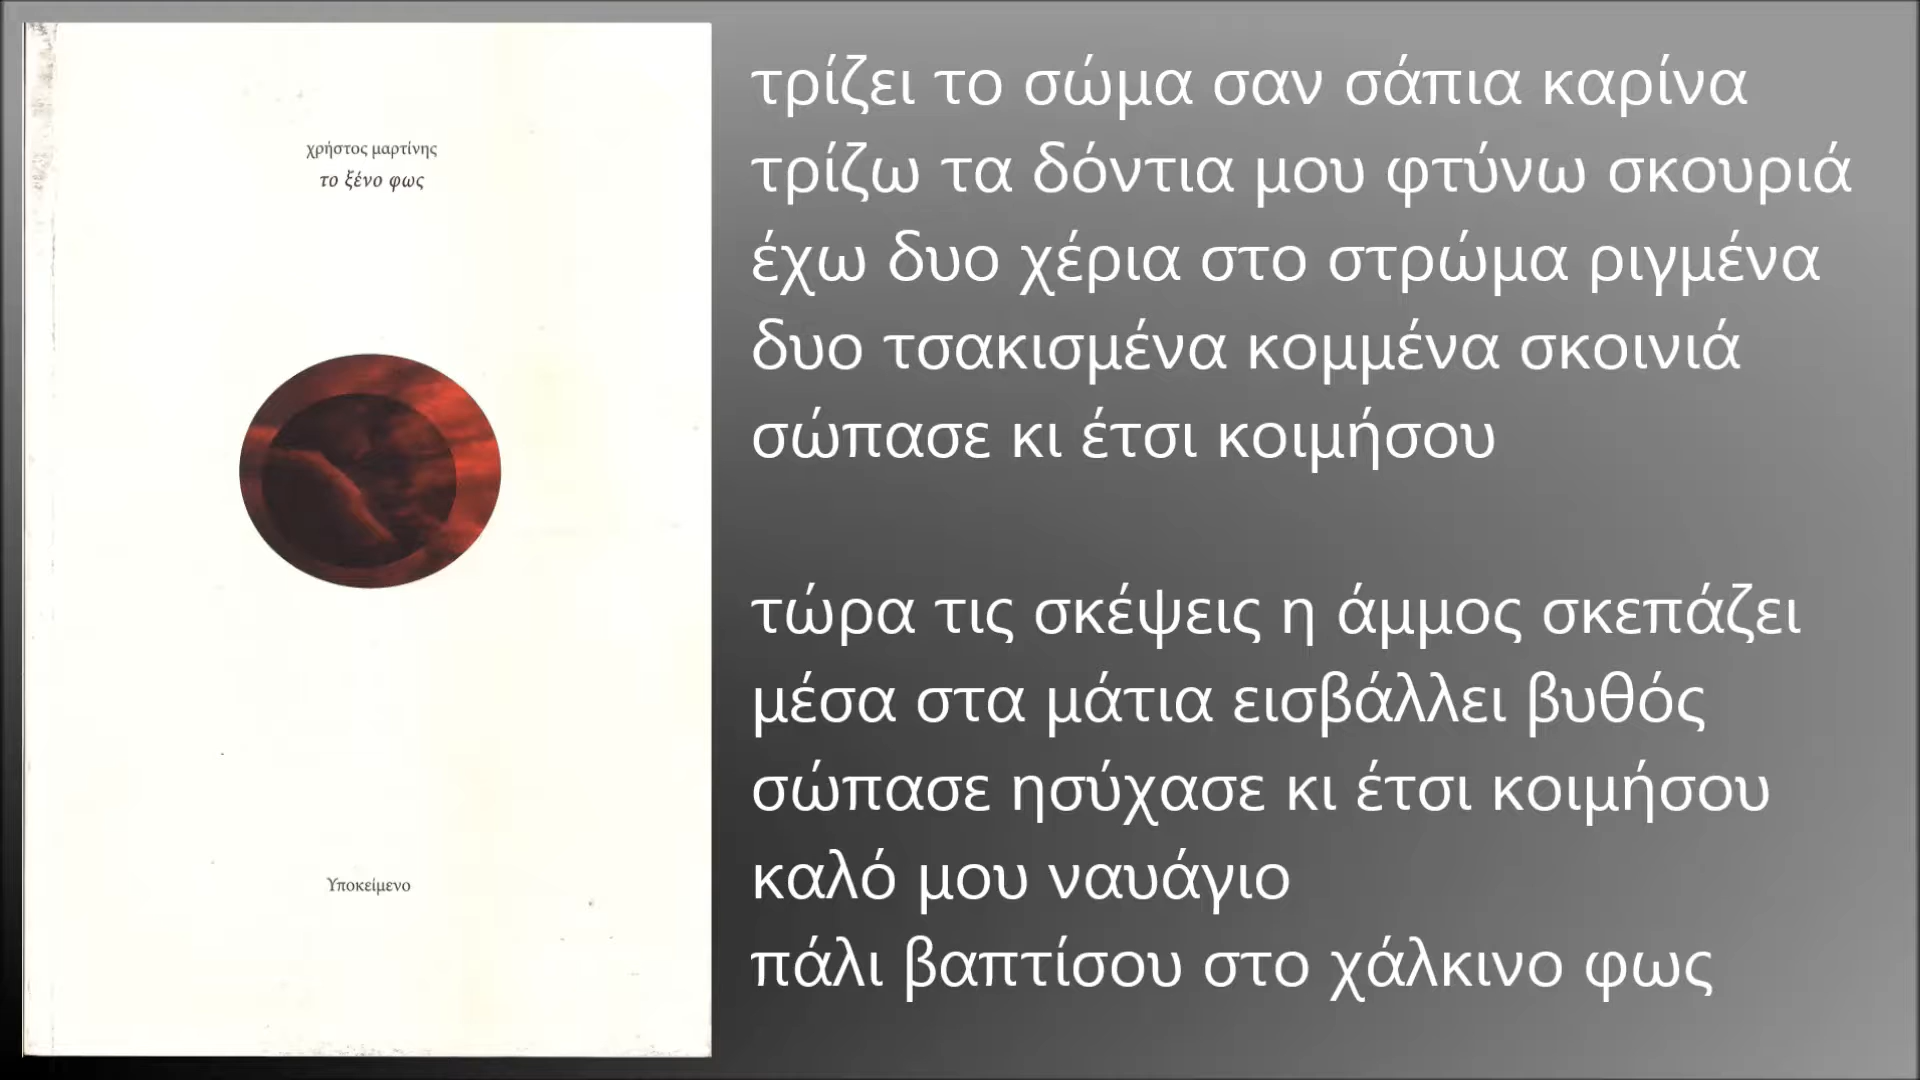 χρήστος μαρτίνης
το ξένο φως
Υποκείμενο
τρίζει το σώμα σαν σάπια καρίνα
τρίζω τα δόντια μου φτύνω σκουριά
έχω δυο χέρια στο στρώμα ριγμένα
δυο τσακισμένα κομμένα σκοινιά
σώπασε κι έτσι κοιμήσου
τώρα τις σκέψεις η άμμος σκεπάζει
μέσα στα μάτια εισβάλλει βυθός
σώπασε ησύχασε κι έτσι κοιμήσου
καλό μου ναυάγιο
πάλι βαπτίσου στο χάλκινο φως